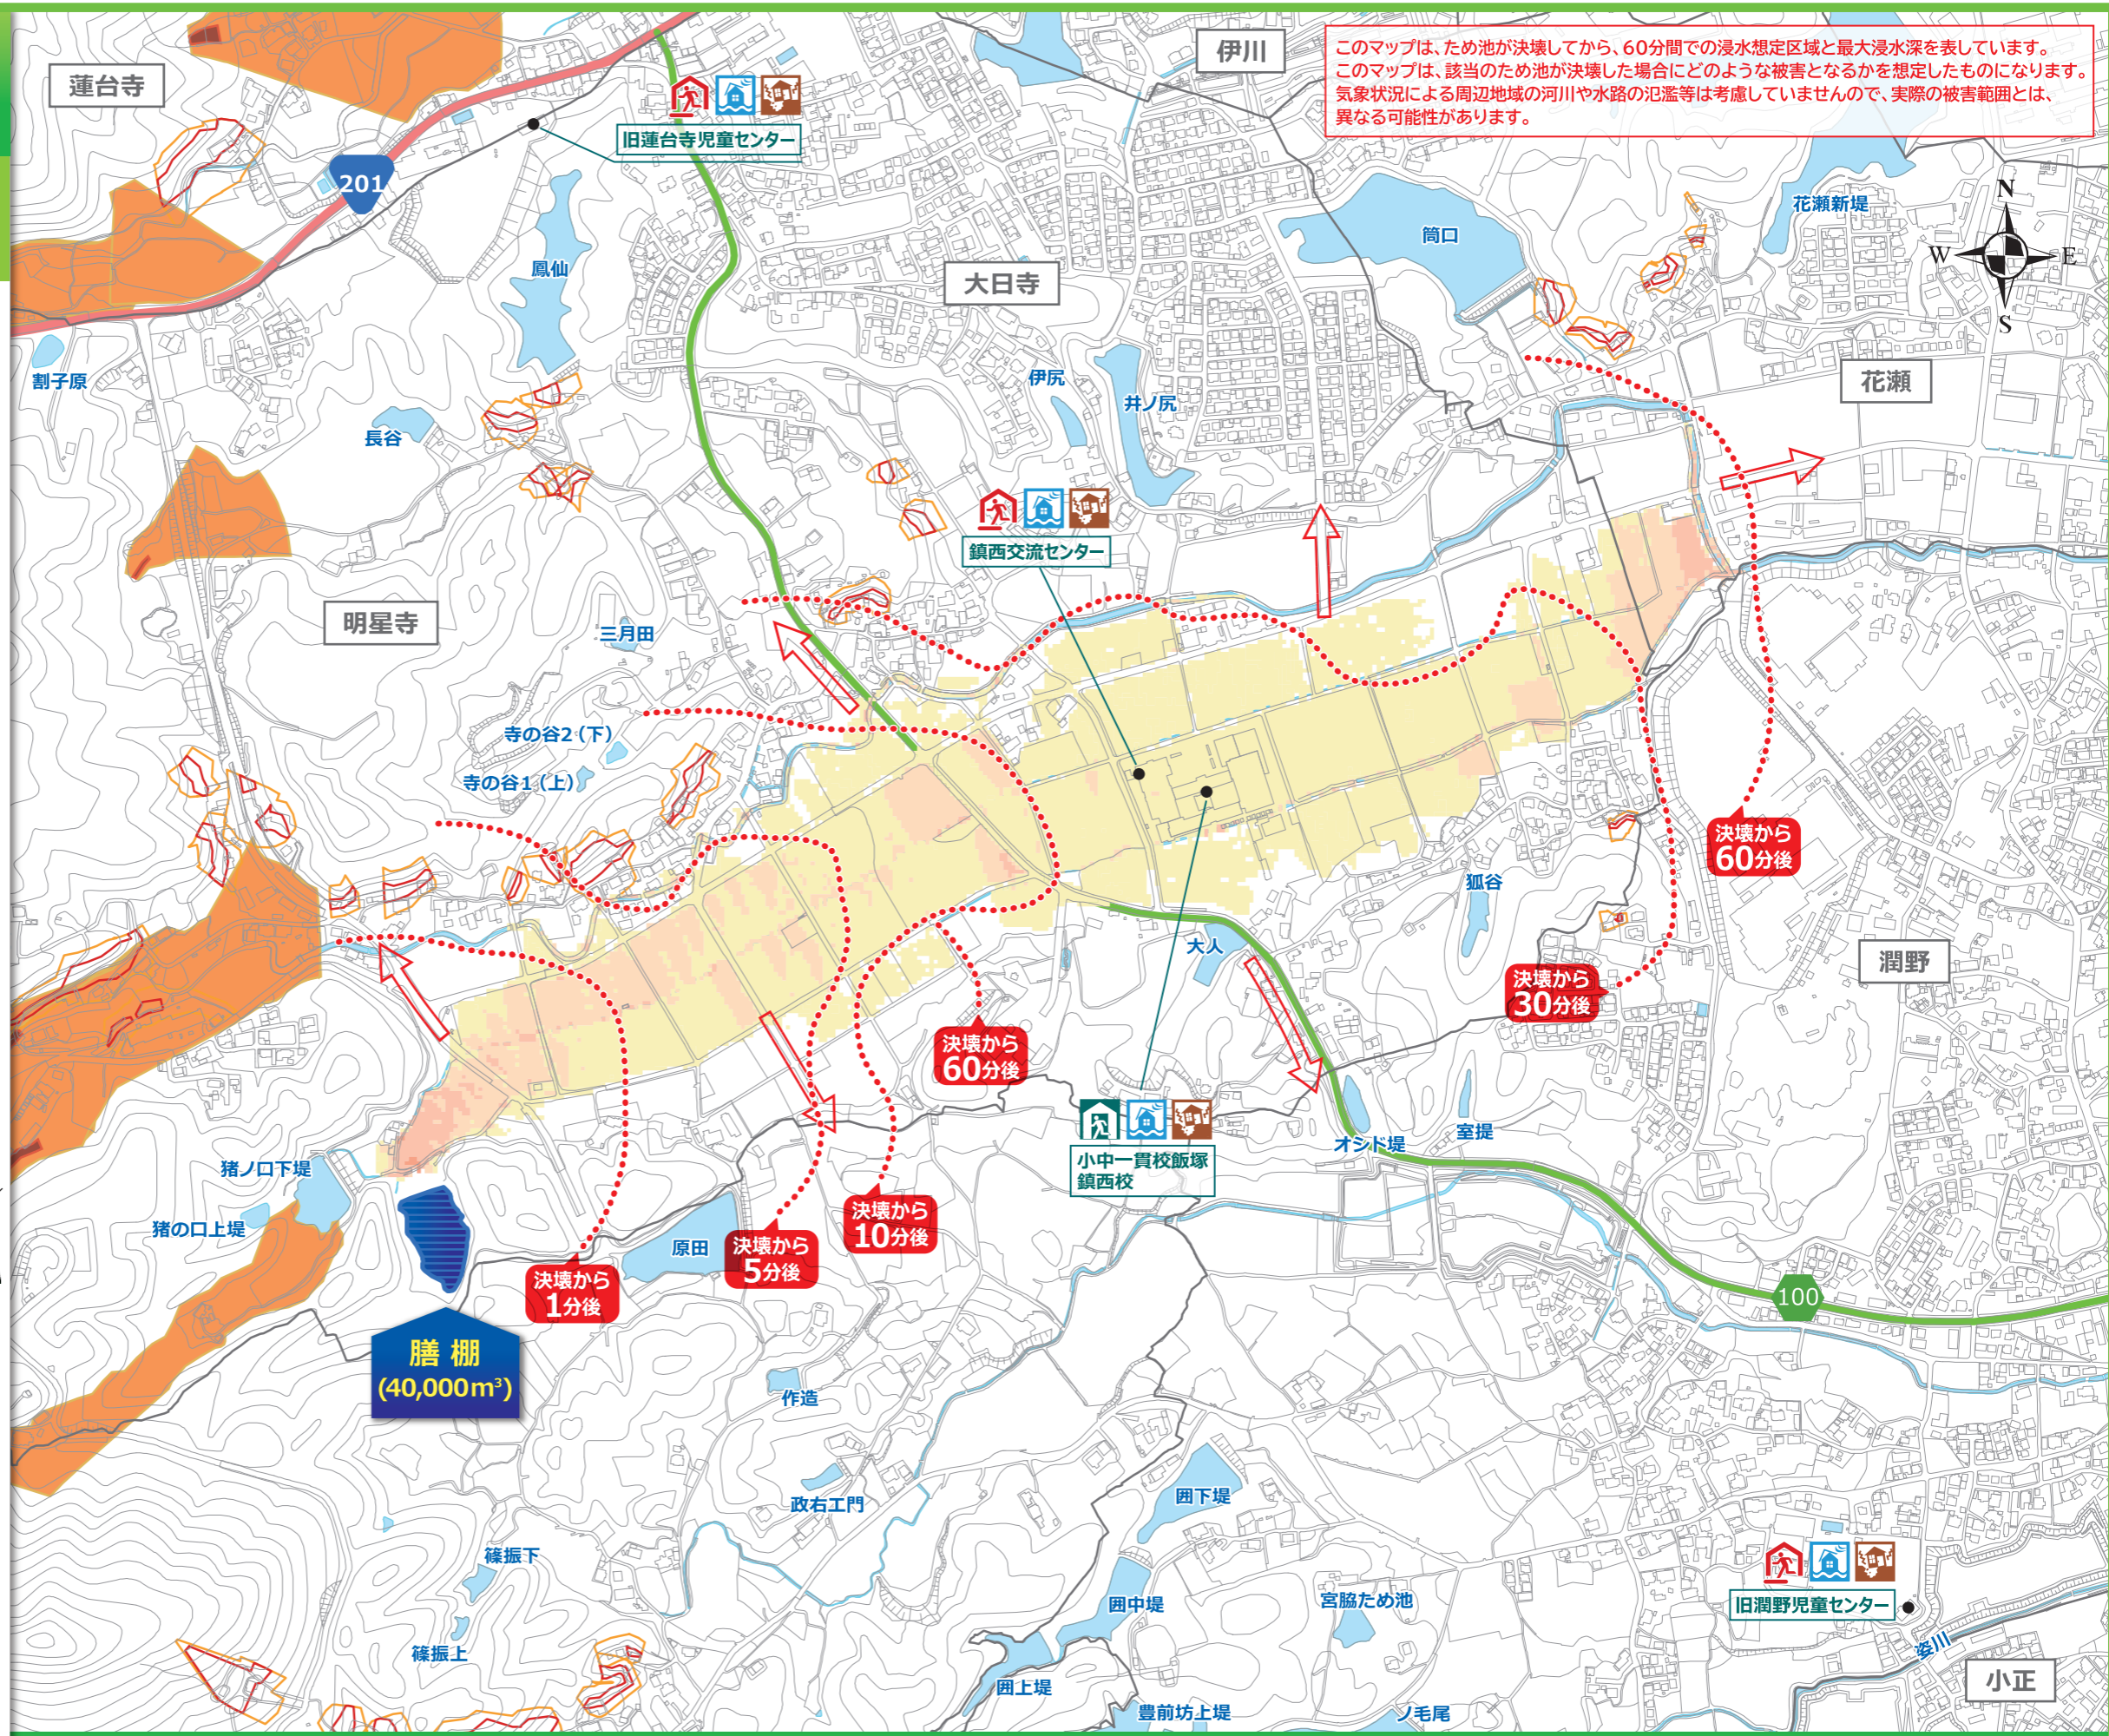 このマップは、ため池が決壊してから、60分間での浸水想定区域と最大浸水深を表しています。
このマップは、該当のため池が決壊した場合にどのような被害となるかを想定したものになります。
気象状況による周辺地域の河川や水路の氾濫等は考慮していませんので、実際の被害範囲とは、
異なる可能性があります。
伊川
蓮台寺
旧蓮台寺児童センター
201
鳳仙
大日寺
筒口
花瀬新堤
N
W
E
S
割子原
長谷
伊尻
井ノ尻
花瀬
鎮西交流センター
明星寺
三月田
寺の谷2(下)
寺の谷1(上)
決壊から
60分後
狐谷
大人
潤野
決壊から
30分後
決壊から
60分後
小中一貫校飯塚
鎮西校
オシド堤
室提
猪ノ口下堤
猪の口上堤
原田
決壊から
10分後
決壊から
5分後
決壊から
1分後
100
膳棚
(40,000m³)
作造
政右エ門
囲下堤
篠振下
囲中堤
宮脇ため池
旧潤野児童センター
篠振上
姿川
囲上堤
小正
豊前坊上堤
ノ毛尾